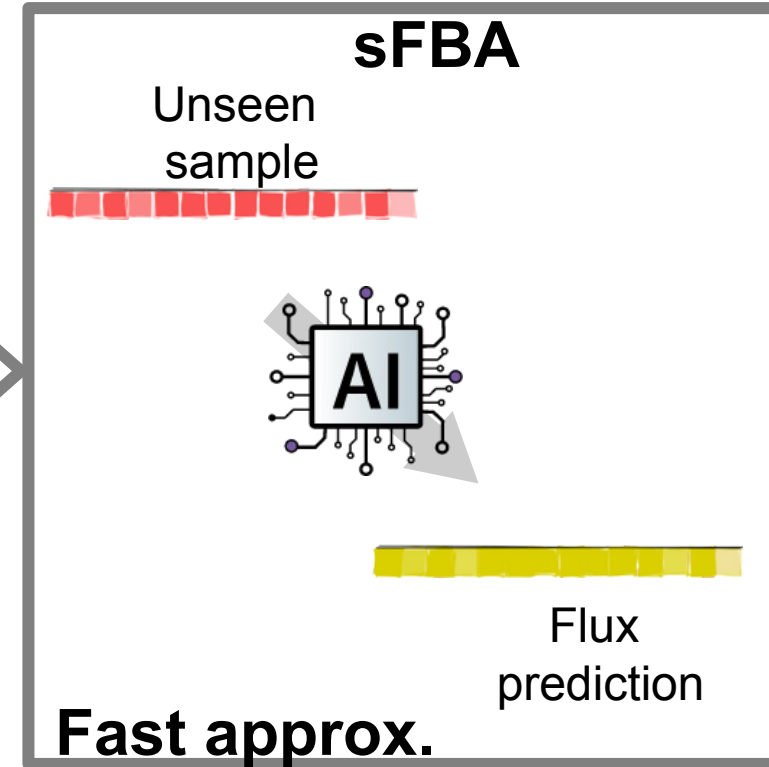 sFBA
Unseen
sample
AI
Flux
prediction
Fast approx.